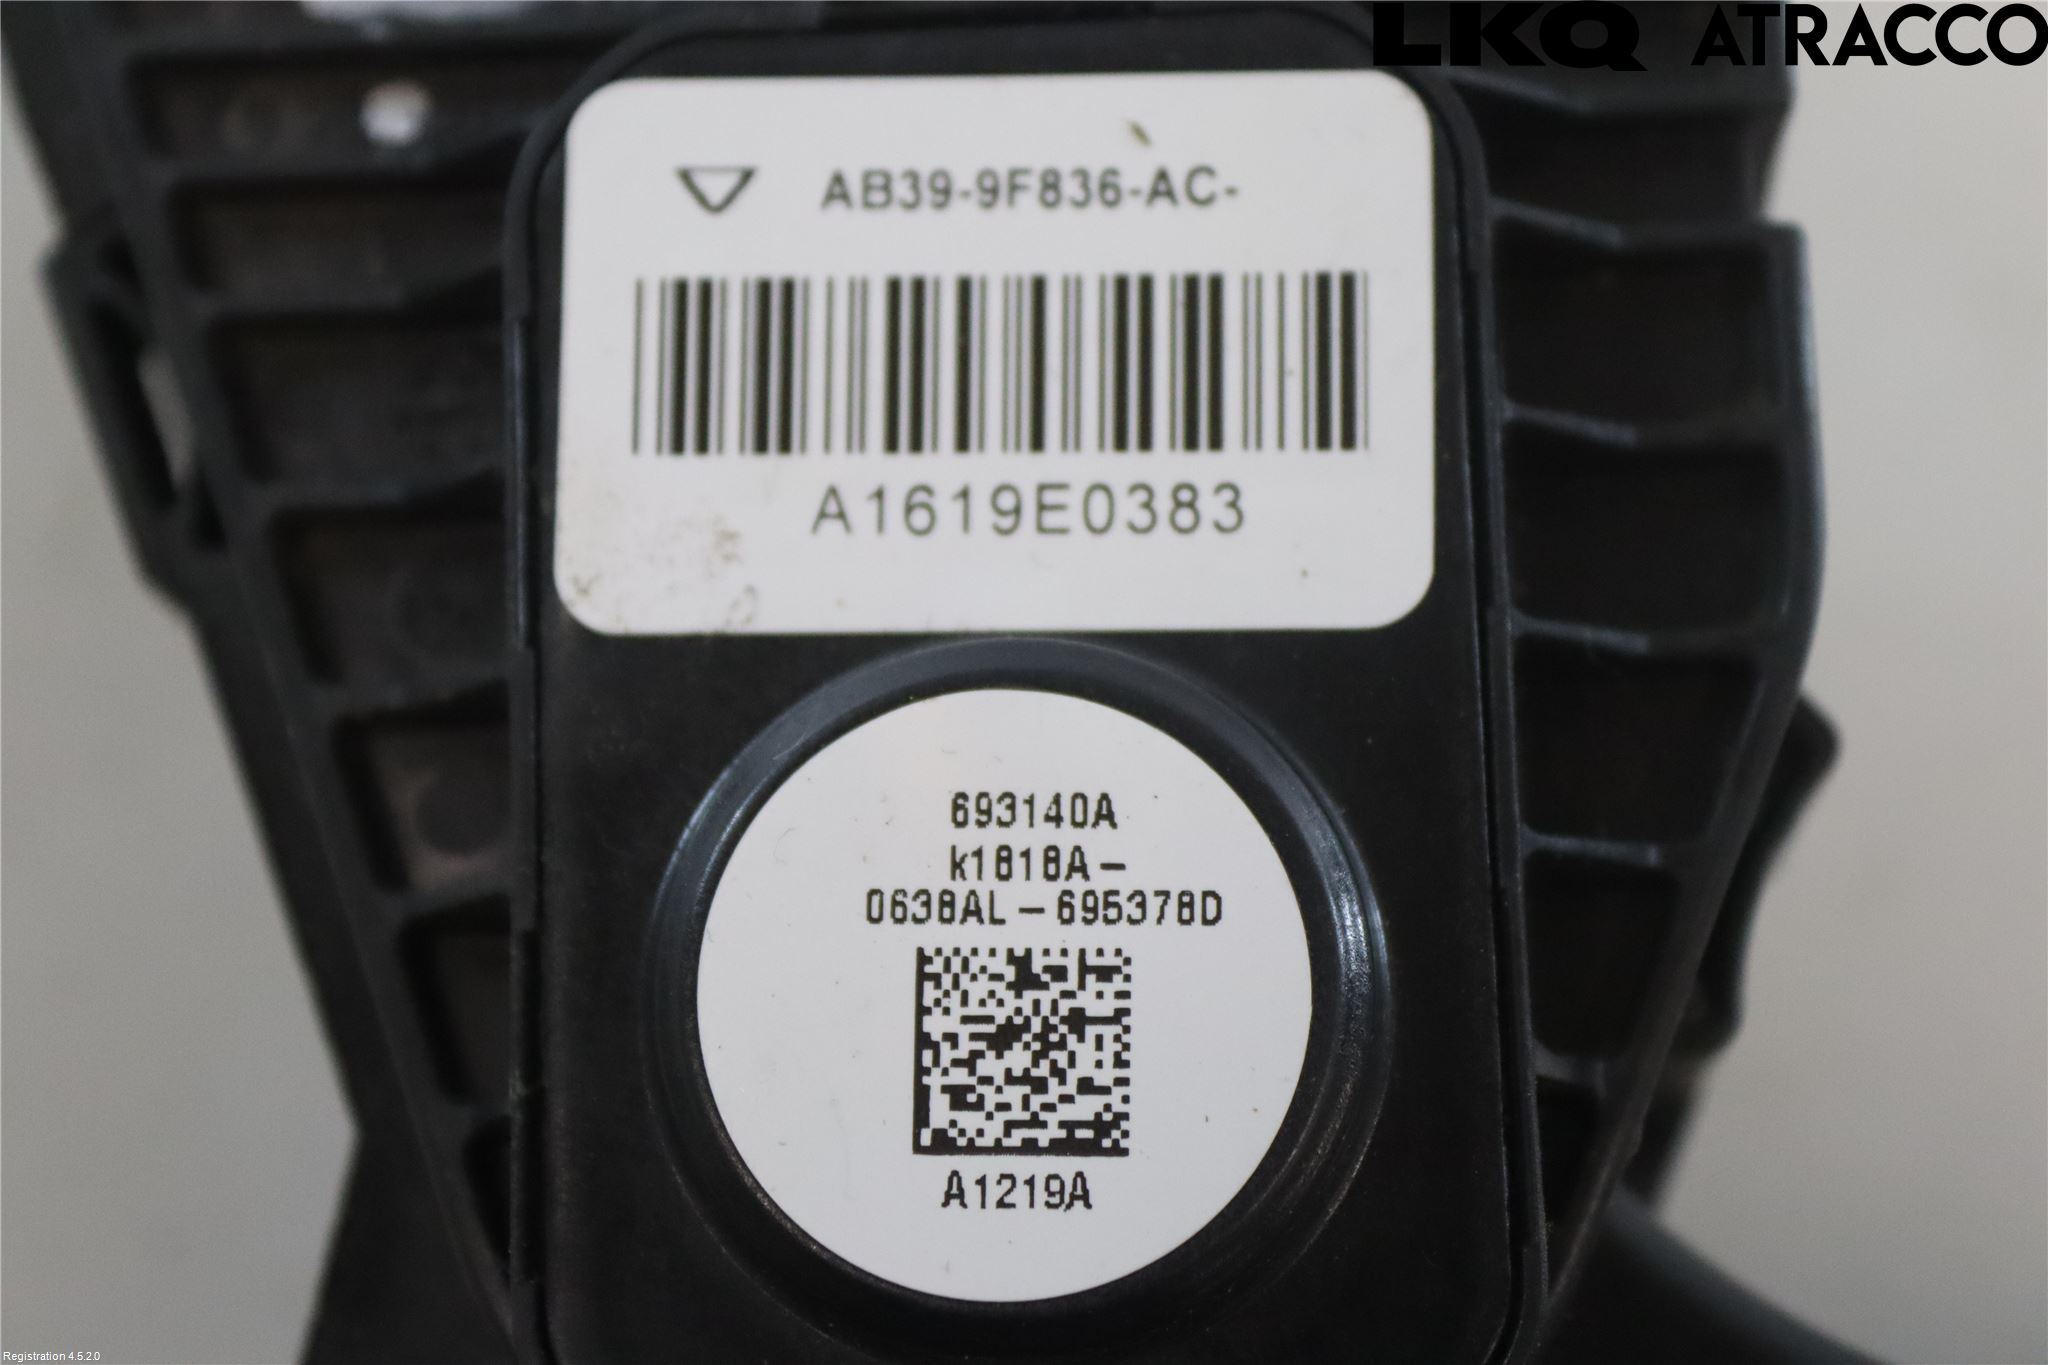 LKQ ATRACCO
AB39-9F836-AC-
A1619E0383
693140A
k1818A-
0638AL-695378D
A1219A
Registration 4.5.2.0